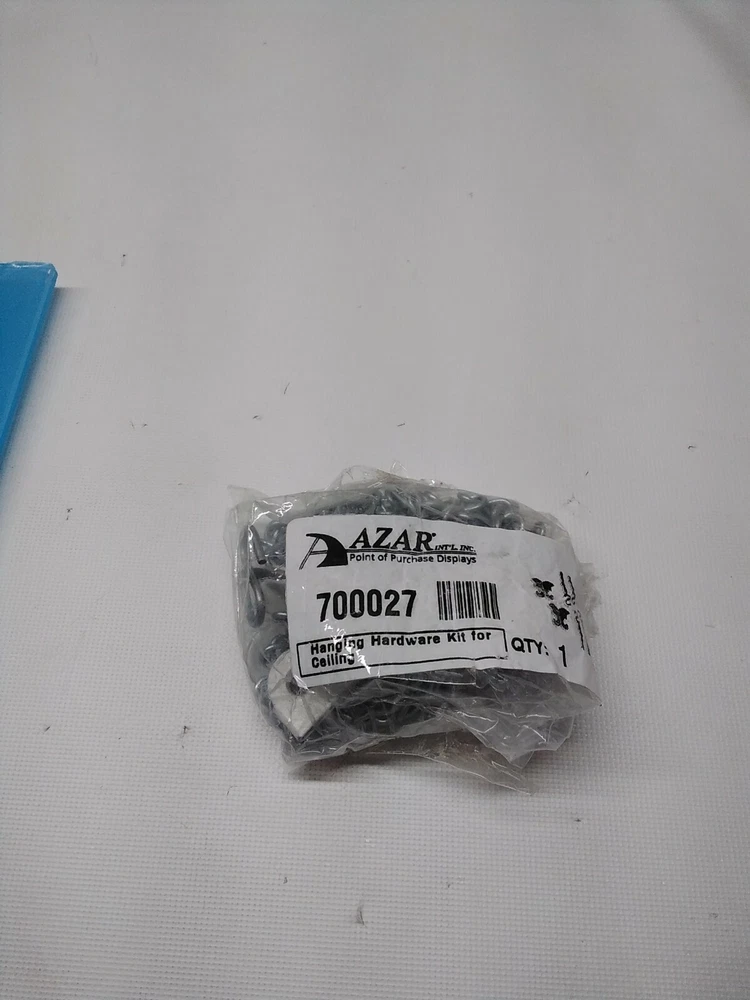 AZAR INT'L. INC.
Point of Purchase Displays
700027
Hanging Hardware Kit for
Ceiling
QTY: 1